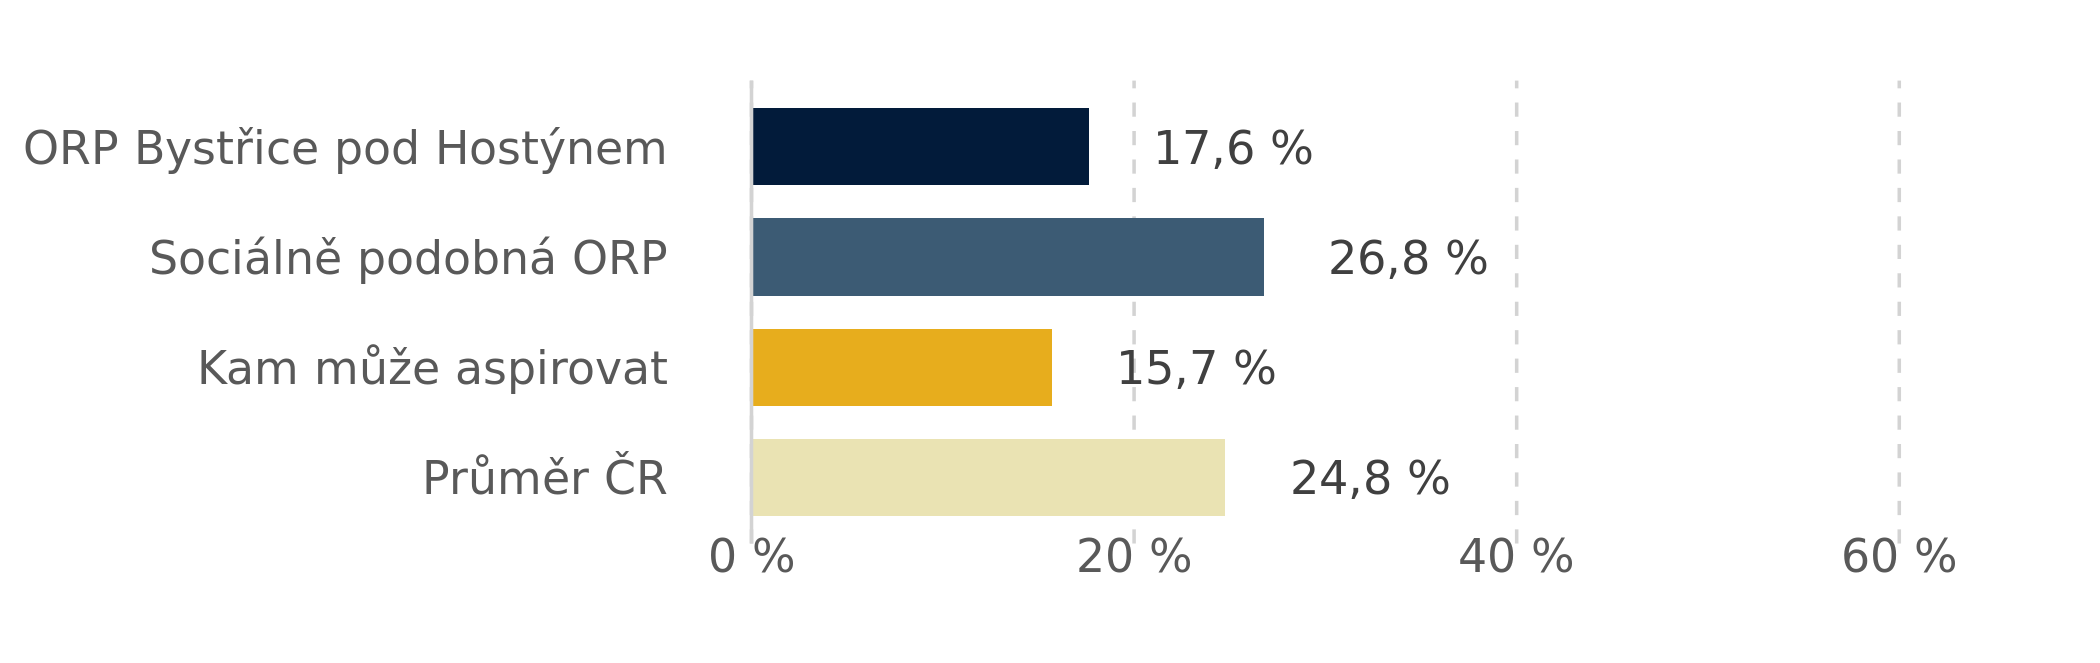 ORP Bystřice pod Hostýnem 17,6 %
Sociálně podobná ORP 26,8 %
Kam může aspirovat 15,7 %
Průměr ČR 24,8 %
0 % 20 % 40 % 60 %